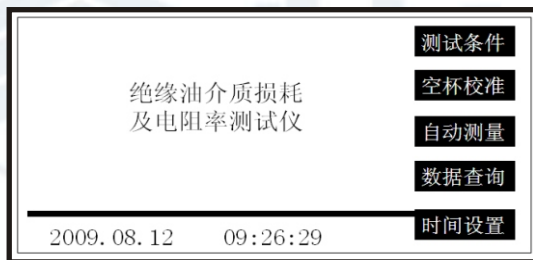 测试条件
绝缘油介质损耗
空杯校准
及电阻率测试仪
自动测量
数据查询
2009.08.12 09:26:29
时间设置